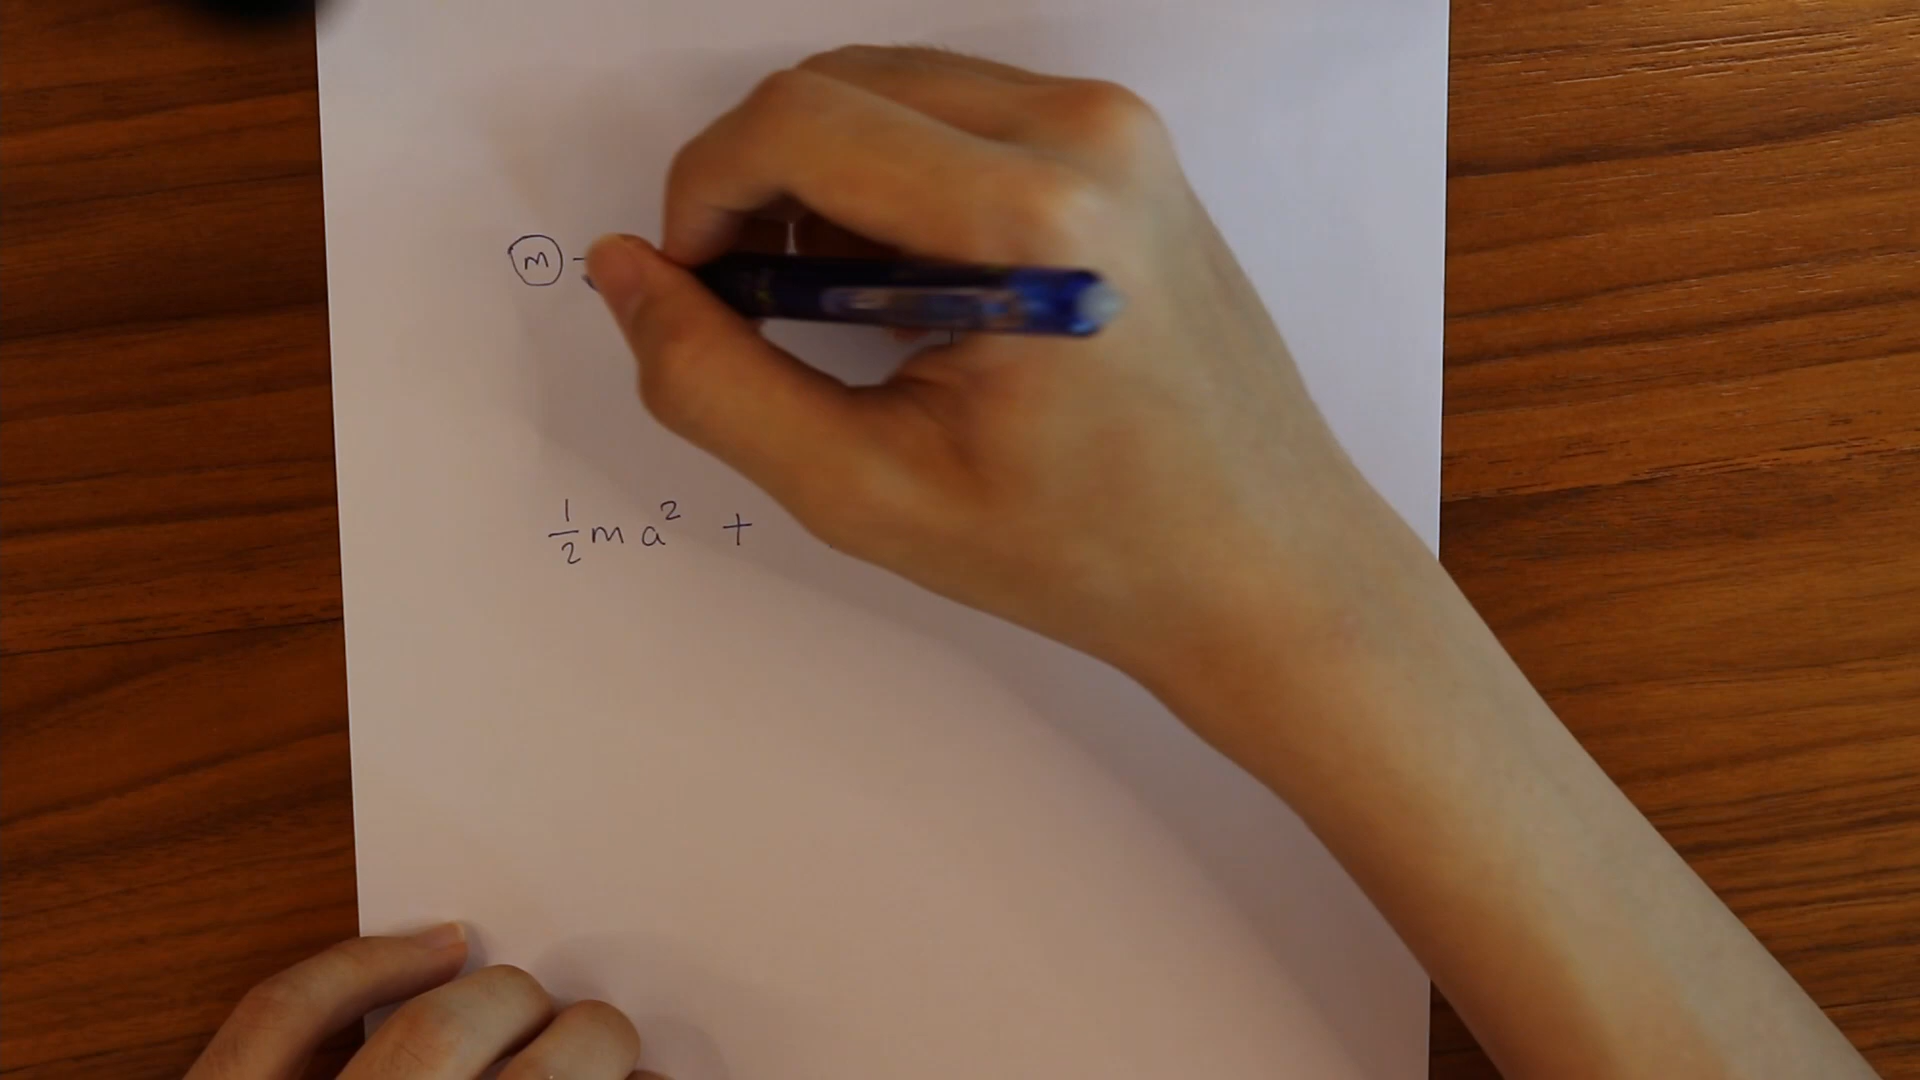 m -
1/2 m a² +